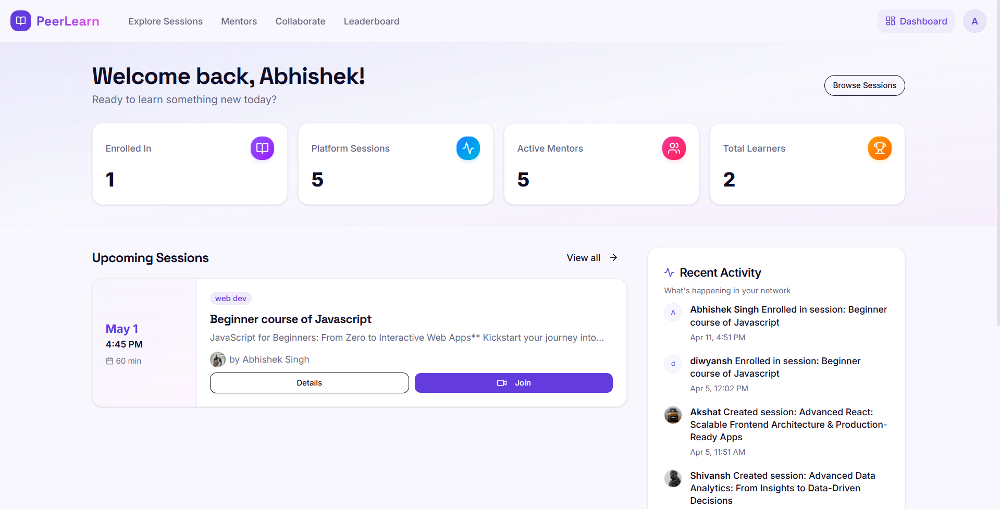 PeerLearn
Explore Sessions
Mentors
Collaborate
Leaderboard
Dashboard
A
Welcome back, Abhishek!
Ready to learn something new today?
Browse Sessions
Enrolled In
1
Platform Sessions
5
Active Mentors
5
Total Learners
2
Upcoming Sessions
View all
May 1
4:45 PM
60 min
web dev
Beginner course of Javascript
JavaScript for Beginners: From Zero to Interactive Web Apps** Kickstart your journey into...
by Abhishek Singh
Details
Join
Recent Activity
What's happening in your network
A
Abhishek Singh Enrolled in session: Beginner
course of Javascript
Apr 11, 4:51 PM
d
diwyansh Enrolled in session: Beginner
course of Javascript
Apr 5, 12:02 PM
Akshat Created session: Advanced React:
Scalable Frontend Architecture & Production-
Ready Apps
Apr 5, 11:51 AM
Shivansh Created session: Advanced Data
Analytics: From Insights to Data-Driven
Decisions